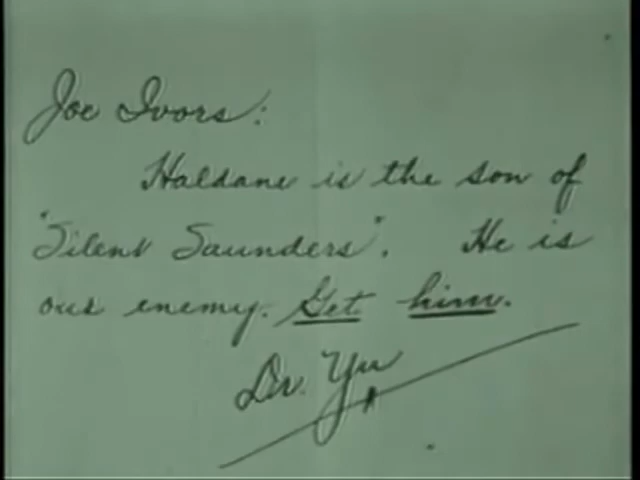 Joe Ivors:
Haldane is the son of
"Silent Saunders". He is
our enemy. Get him.
Dr. Yu